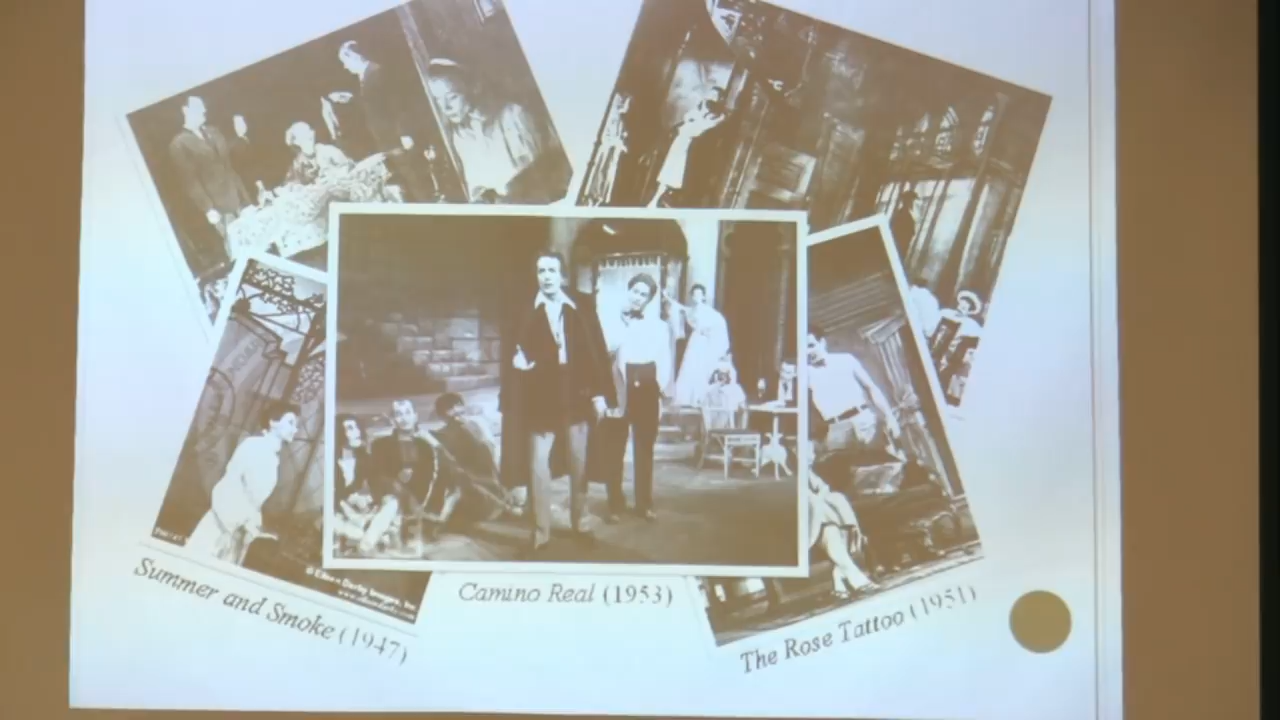 Summer and Smoke (1947)
Camino Real (1953)
The Rose Tattoo (1951)